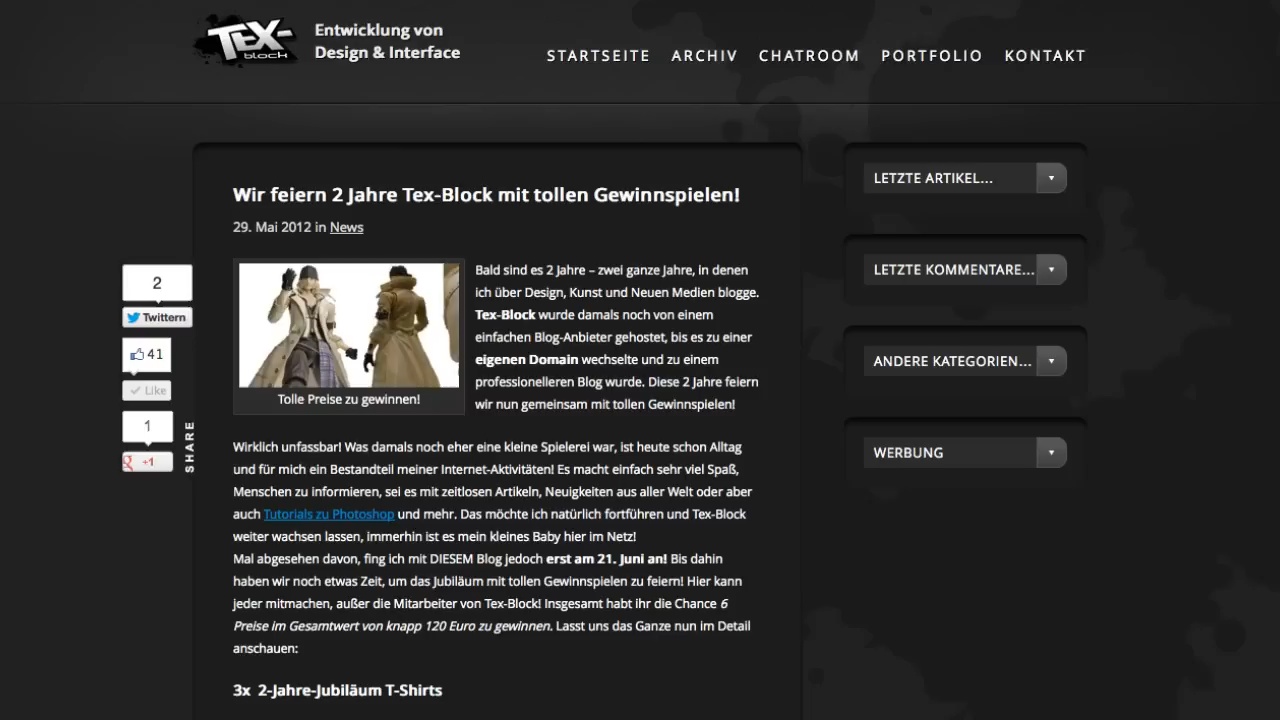 TEX-
block
Entwicklung von
Design & Interface
STARTSEITE ARCHIV CHATROOM PORTFOLIO KONTAKT
Wir feiern 2 Jahre Tex-Block mit tollen Gewinnspielen!
29. Mai 2012 in News
Tolle Preise zu gewinnen!
Bald sind es 2 Jahre – zwei ganze Jahre, in denen
ich über Design, Kunst und Neuen Medien blogge.
Tex-Block wurde damals noch von einem
einfachen Blog-Anbieter gehostet, bis es zu einer
eigenen Domain wechselte und zu einem
professionelleren Blog wurde. Diese 2 Jahre feiern
wir nun gemeinsam mit tollen Gewinnspielen!
Wirklich unfassbar! Was damals noch eher eine kleine Spielerei war, ist heute schon Alltag
und für mich ein Bestandteil meiner Internet-Aktivitäten! Es macht einfach sehr viel Spaß,
Menschen zu informieren, sei es mit zeitlosen Artikeln, Neuigkeiten aus aller Welt oder aber
auch Tutorials zu Photoshop und mehr. Das möchte ich natürlich fortführen und Tex-Block
weiter wachsen lassen, immerhin ist es mein kleines Baby hier im Netz!
Mal abgesehen davon, fing ich mit DIESEM Blog jedoch erst am 21. Juni an! Bis dahin
haben wir noch etwas Zeit, um das Jubiläum mit tollen Gewinnspielen zu feiern! Hier kann
jeder mitmachen, außer die Mitarbeiter von Tex-Block! Insgesamt habt ihr die Chance 6
Preise im Gesamtwert von knapp 120 Euro zu gewinnen. Lasst uns das Ganze nun im Detail
anschauen:
3x 2-Jahre-Jubiläum T-Shirts
2
Twittern
41
Like
1
+1
SHARE
LETZTE ARTIKEL...
LETZTE KOMMENTARE...
ANDERE KATEGORIEN...
WERBUNG